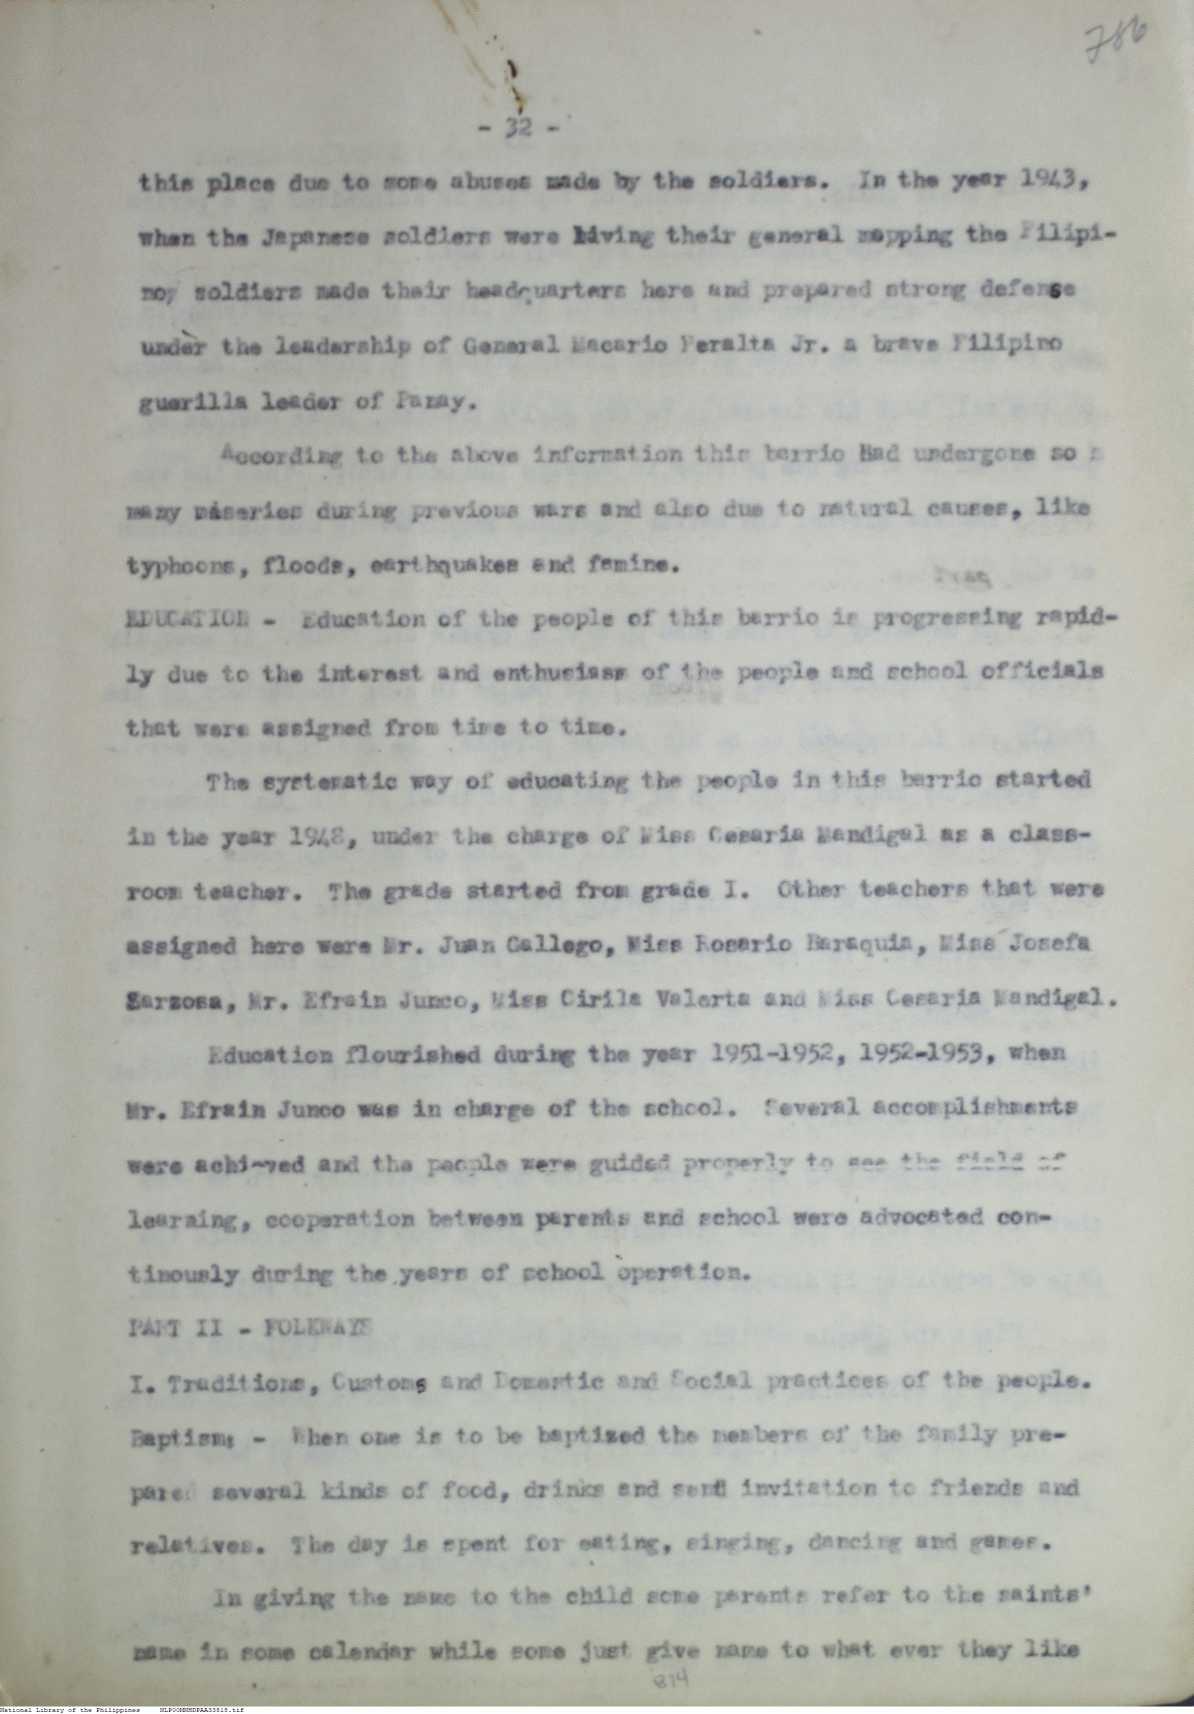 786
- 32 -
this place due to some abuses made by the soldiers.  In the year 1943,
when the Japanese soldiers were having their general mopping the Filipi-
no, soldiers made their headquarters here and prepared strong defense
under the leadership of General Macario Peralta Jr. a brave Filipino
guerilla leader of Panay.
According to the above information this barrio Had undergone so
many miseries during previous wars and also due to natural causes, like
typhoons, floods, earthquakes and famine.
EDUCATION -  Education of the people of this barrio is progressing rapid-
ly due to the interest and enthusiasm of the people and school officials
that were assigned from time to time.
The systematic way of educating the people in this barrio started
in the year 1948, under the charge of Miss Cesaria Mandigal as a class-
room teacher.  The grade started from grade I.  Other teachers that were
assigned here were Mr. Juan Gallego, Miss Rosario Baraquia, Miss Josefa
Zarzosa, Mr. Efrain Junco, Miss Cirila Valerta and Miss Cesaria Mandigal.
Education flourished during the year 1951-1952, 1952-1953, when
Mr. Efrain Junco was in charge of the school.  Several accomplishments
were achieved and the people were guided properly to see the field of
learning, cooperation between parents and school were advocated con-
tinously during the years of school operation.
PART II - FOLKWAYS
I. Traditions, Customs and Domestic and Social practices of the people.
Baptism; -  When one is to be baptized the members of the family pre-
pared several kinds of food, drinks and send invitation to friends and
relatives.  The day is spent for eating, singing, dancing and games.
In giving the name to the child some parents refer to the saints'
name in some calendar while some just give name to what ever they like
814
National Library of the Philippines